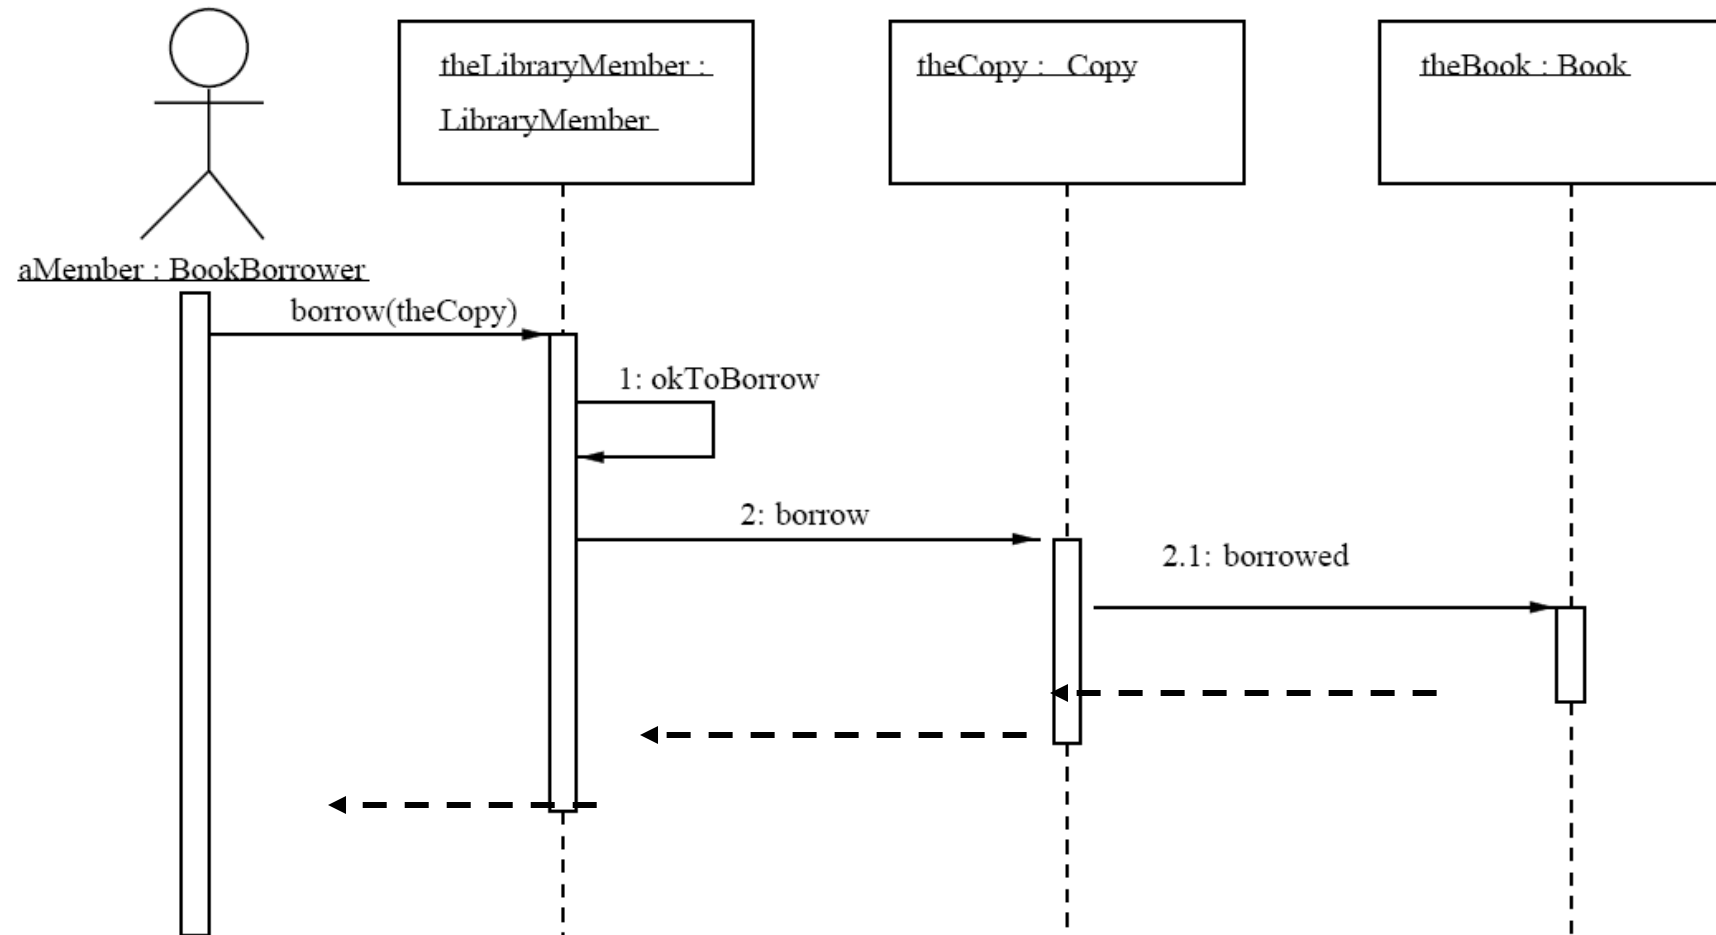 theLibraryMember :
LibraryMember
theCopy : Copy
theBook : Book
aMember : BookBorrower
borrow(theCopy)
1: okToBorrow
2: borrow
2.1: borrowed